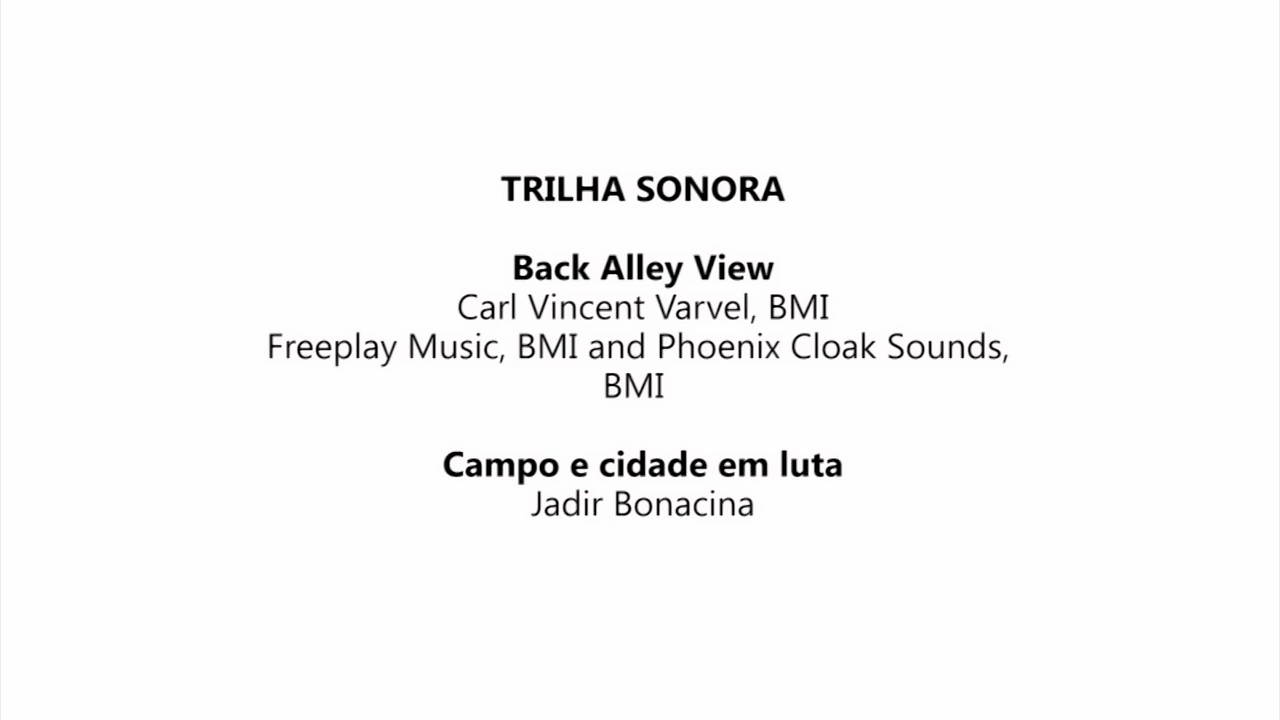 TRILHA SONORA
Back Alley View
Carl Vincent Varvel, BMI
Freeplay Music, BMI and Phoenix Cloak Sounds,
BMI
Campo e cidade em luta
Jadir Bonacina